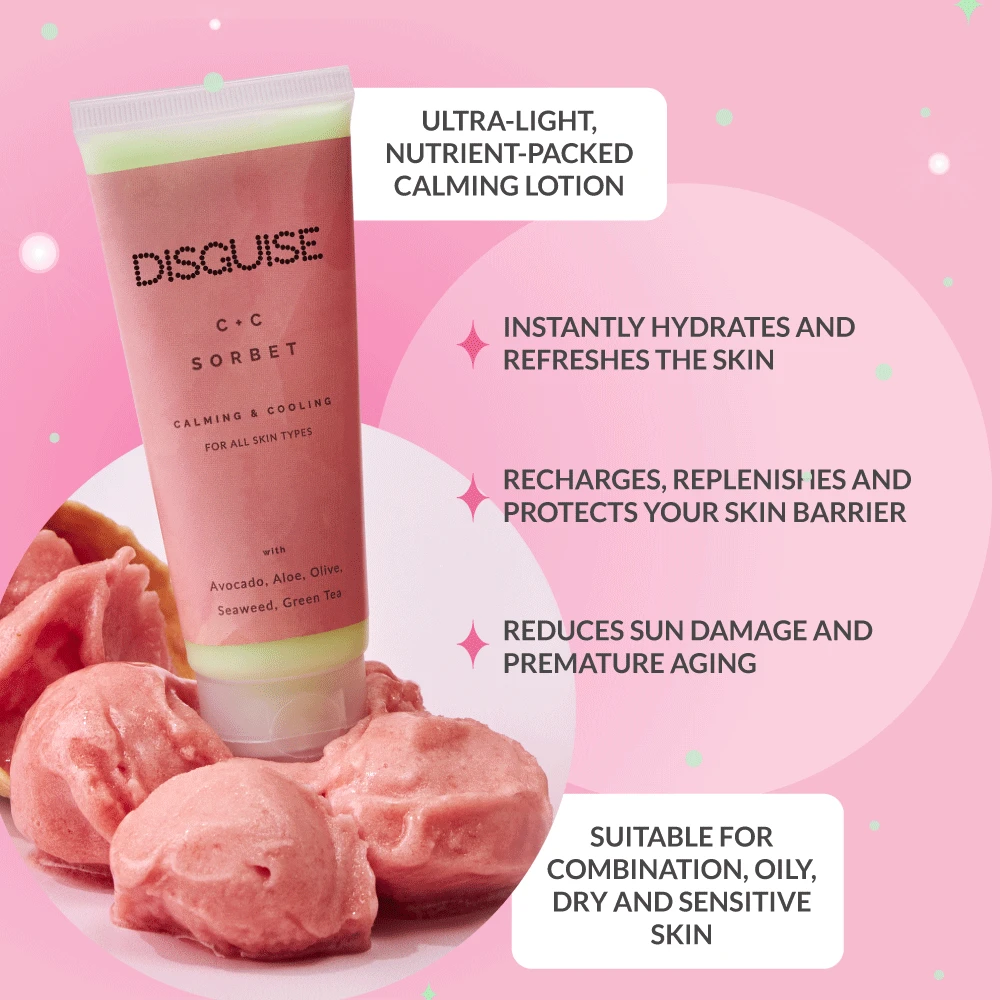 ULTRA-LIGHT,
NUTRIENT-PACKED
CALMING LOTION
DISGUISE
C + C
SORBET
CALMING & COOLING
FOR ALL SKIN TYPES
with
Avocado, Aloe, Olive,
Seaweed, Green Tea
INSTANTLY HYDRATES AND
REFRESHES THE SKIN
RECHARGES, REPLENISHES AND
PROTECTS YOUR SKIN BARRIER
REDUCES SUN DAMAGE AND
PREMATURE AGING
SUITABLE FOR
COMBINATION, OILY,
DRY AND SENSITIVE
SKIN